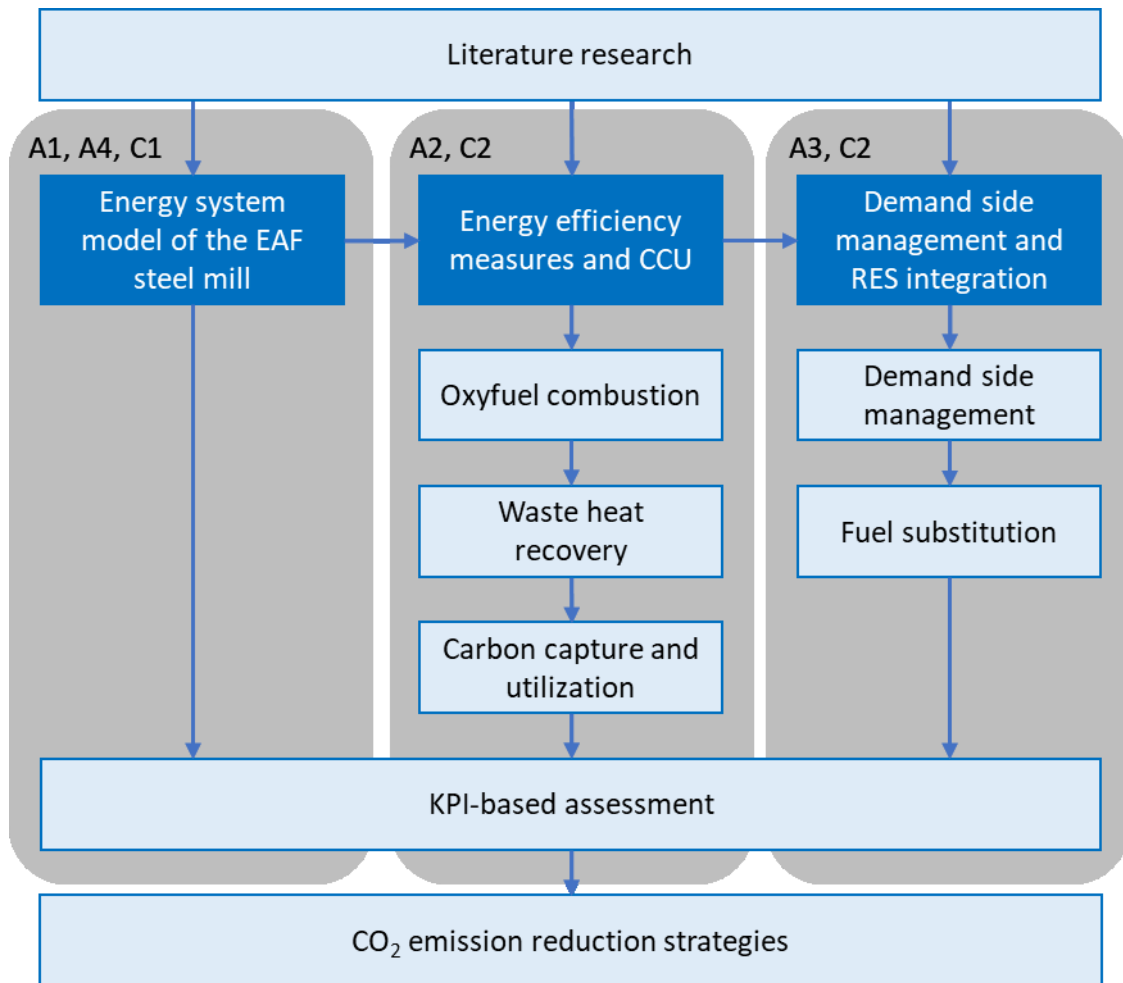 Literature research
A1, A4, C1
Energy system
model of the EAF
steel mill
A2, C2
Energy efficiency
measures and CCU
Oxyfuel combustion
Waste heat
recovery
Carbon capture and
utilization
A3, C2
Demand side
management and
RES integration
Demand side
management
Fuel substitution
KPI-based assessment
CO₂ emission reduction strategies